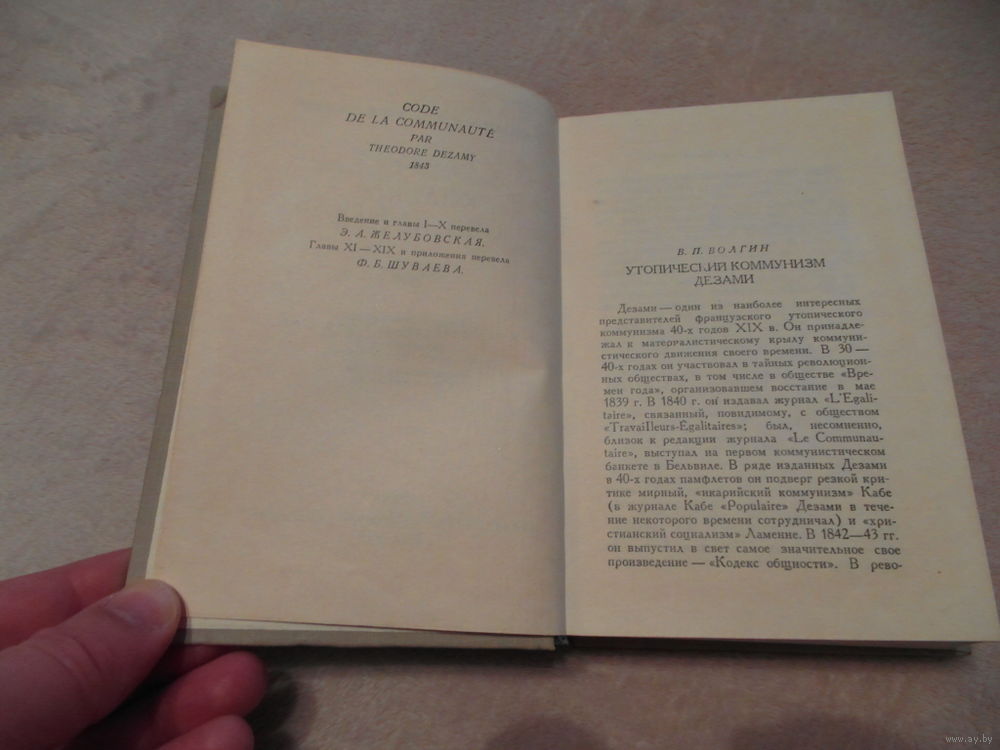 CODE
DE LA COMMUNAUTÉ
PAR
THEODORE DEZAMY
1843
Введение и главы I—X перевела
Э. А. ЖЕЛУБОВСКАЯ.
Главы XI—XIX и приложения перевела
Ф. Б. ШУВАЕВА.
В. П. ВОЛГИН
УТОПИЧЕСКИЙ КОММУНИЗМ
ДЕЗАМИ
Дезами — один из наиболее интересных
представителей французского утопического
коммунизма 40-х годов XIX в. Он принадле-
жал к материалистическому крылу коммуни-
стического движения своего времени. В 30—
40-х годах он участвовал в тайных революцион-
ных обществах, в том числе в обществе «Вре-
мен года», организовавшем восстание в мае
1839 г. В 1840 г. он издавал журнал «L'Egali-
taire», связанный, повидимому, с обществом
«Travailleurs-Égalitaires»; был, несомненно,
близок к редакции журнала «Le Communau-
taire», выступал на первом коммунистическом
банкете в Бельвиле. В ряде изданных Дезами
в 40-х годах памфлетов он подверг резкой кри-
тике мирный, «икарийский коммунизм» Кабе
(в журнале Кабе «Populaire» Дезами в тече-
ние некоторого времени сотрудничал) и «хри-
стианский социализм» Ламенне. В 1842—43 гг.
он выпустил в свет самое значительное свое
произведение — «Кодекс общности». В рево-
www.ay.by